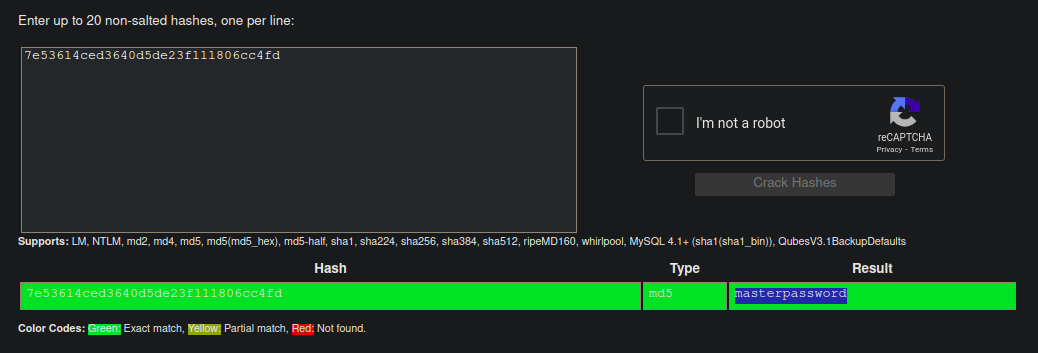 Enter up to 20 non-salted hashes, one per line:
7e53614ced3640d5de23f111806cc4fd
I'm not a robot
reCAPTCHA
Privacy - Terms
Crack Hashes
Supports: LM, NTLM, md2, md4, md5, md5(md5_hex), md5-half, sha1, sha224, sha256, sha384, sha512, ripeMD160, whirlpool, MySQL 4.1+ (sha1(sha1_bin)), QubesV3.1BackupDefaults
Hash Type Result
7e53614ced3640d5de23f111806cc4fd md5 masterpassword
Color Codes: Green: Exact match, Yellow: Partial match, Red: Not found.